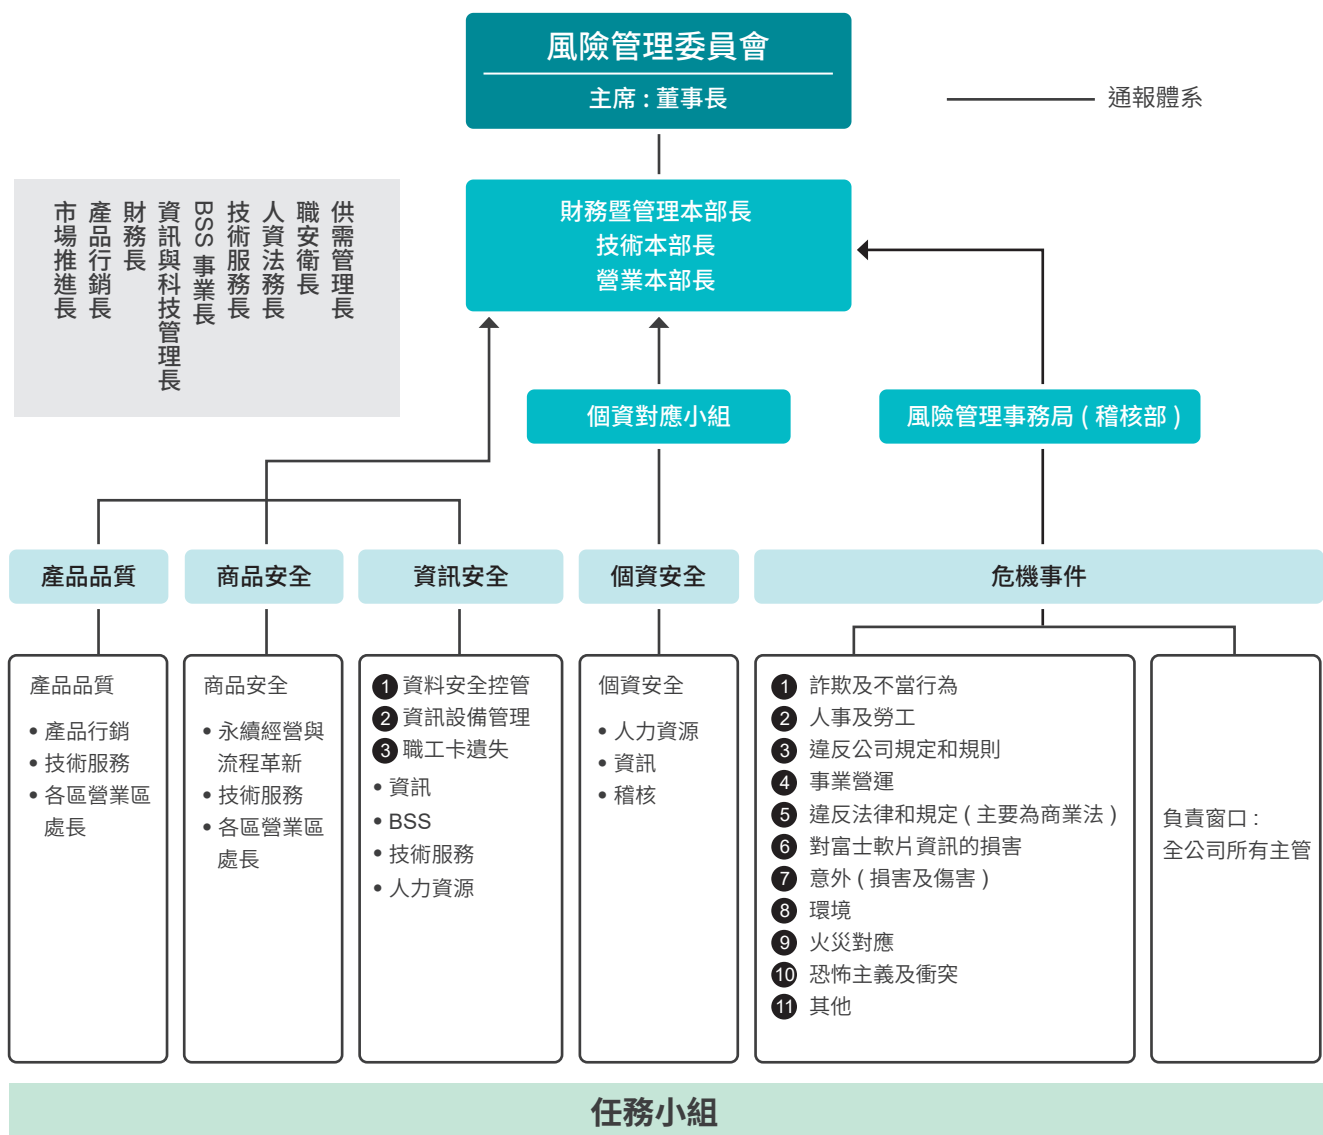 風險管理委員會
主席 : 董事長
通報體系
財務暨管理本部長
技術本部長
營業本部長
供需管理長
職安衛長
人資法務長
技術服務長
BSS 事業長
資訊與科技管理長
財務長
產品行銷長
市場推進長
個資對應小組
風險管理事務局 ( 稽核部 )
產品品質
商品安全
資訊安全
個資安全
危機事件
產品品質
• 產品行銷
• 技術服務
• 各區營業區
處長
商品安全
• 永續經營與
流程革新
• 技術服務
• 各區營業區
處長
1 資料安全控管
2 資訊設備管理
3 職工卡遺失
• 資訊
• BSS
• 技術服務
• 人力資源
個資安全
• 人力資源
• 資訊
• 稽核
1 詐欺及不當行為
2 人事及勞工
3 違反公司規定和規則
4 事業營運
5 違反法律和規定 ( 主要為商業法 )
6 對富士軟片資訊的損害
7 意外 ( 損害及傷害 )
8 環境
9 火災對應
10 恐怖主義及衝突
11 其他
負責窗口 :
全公司所有主管
任務小組